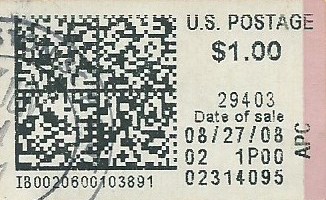 U.S. POSTAGE
$1.00
29403
Date of sale
08/27/08
02 1P00
02314095
APC
IB0020600103891